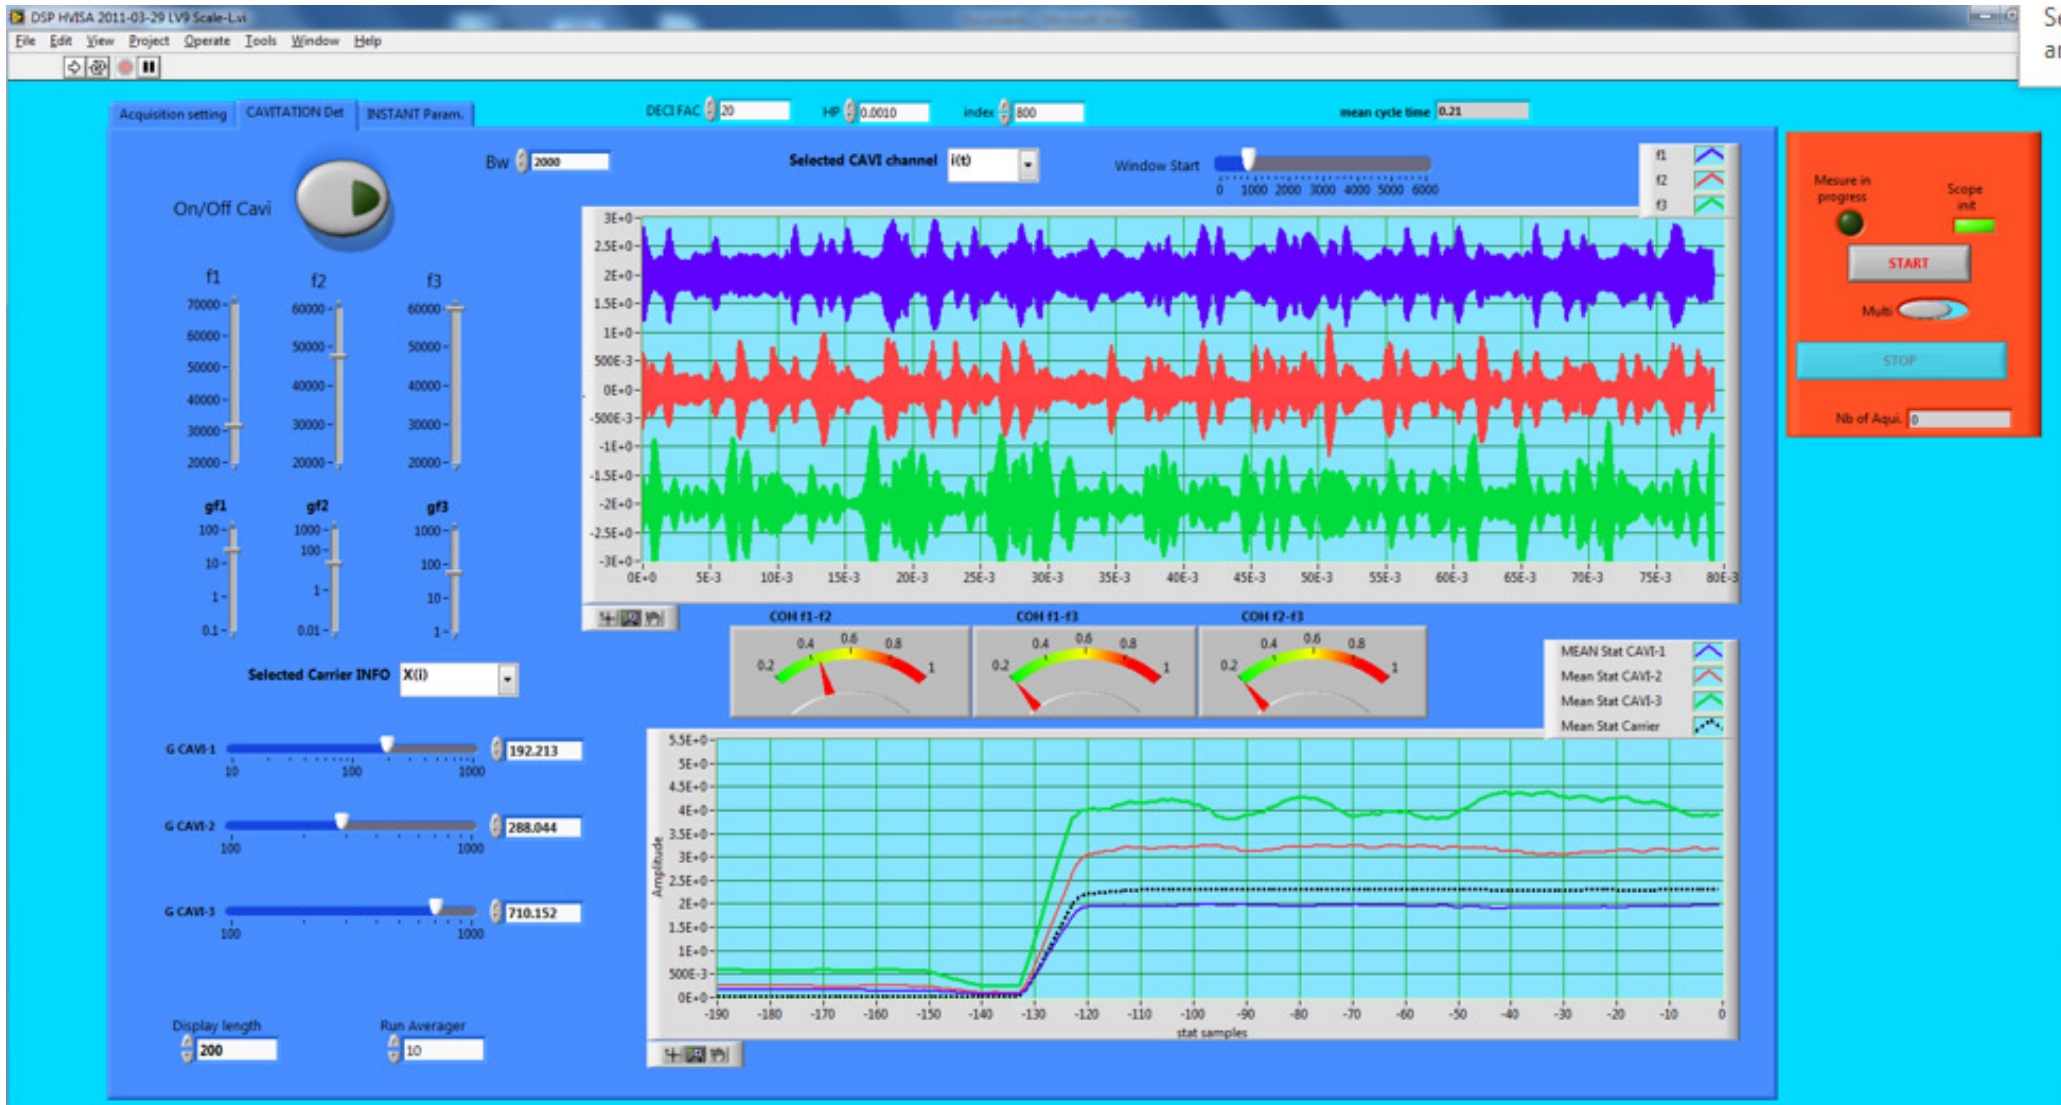 DSP HVISA 2011-03-29 LV9 Scale-L.vi
File Edit View Project Operate Tools Window Help
Se
ar
Acquisition setting CAVITATION Det INSTANT Param.
DECI FAC 20 HP 0.0010 index 800 mean cycle time 0.21
Bw 2000 Selected CAVI channel i(t) Window Start
0 1000 2000 3000 4000 5000 6000
f1
f2
f3
On/Off Cavi
f1 f2 f3
70000 60000 60000
60000 50000 50000
50000 40000 40000
40000 30000 30000
30000 20000 20000
20000
gf1 gf2 gf3
100 1000 1000
10 100 100
1 1 10
0.1 0.01 1
3E+0
2.5E+0
2E+0
1.5E+0
1E+0
500E-3
0E+0
-500E-3
-1E+0
-1.5E+0
-2E+0
-2.5E+0
-3E+0
0E+0 5E-3 10E-3 15E-3 20E-3 25E-3 30E-3 35E-3 40E-3 45E-3 50E-3 55E-3 60E-3 65E-3 70E-3 75E-3 80E-3
Mesure in progress
Scope init
START
Multi
STOP
Nb of Aqui. 0
COH f1-f2 COH f1-f3 COH f2-f3
0.2 0.4 0.6 0.8 1
0.2 0.4 0.6 0.8 1
0.2 0.4 0.6 0.8 1
Selected Carrier INFO X(i)
MEAN Stat CAVI-1
Mean Stat CAVI-2
Mean Stat CAVI-3
Mean Stat Carrier
G CAVI-1 192.213
10 100 1000
G CAVI-2 288.044
100 1000
G CAVI-3 710.152
100 1000
Display length Run Averager
200 10
Amplitude
5.5E+0
5E+0
4.5E+0
4E+0
3.5E+0
3E+0
2.5E+0
2E+0
1.5E+0
1E+0
500E-3
0E+0
-190 -180 -170 -160 -150 -140 -130 -120 -110 -100 -90 -80 -70 -60 -50 -40 -30 -20 -10 0
stat samples